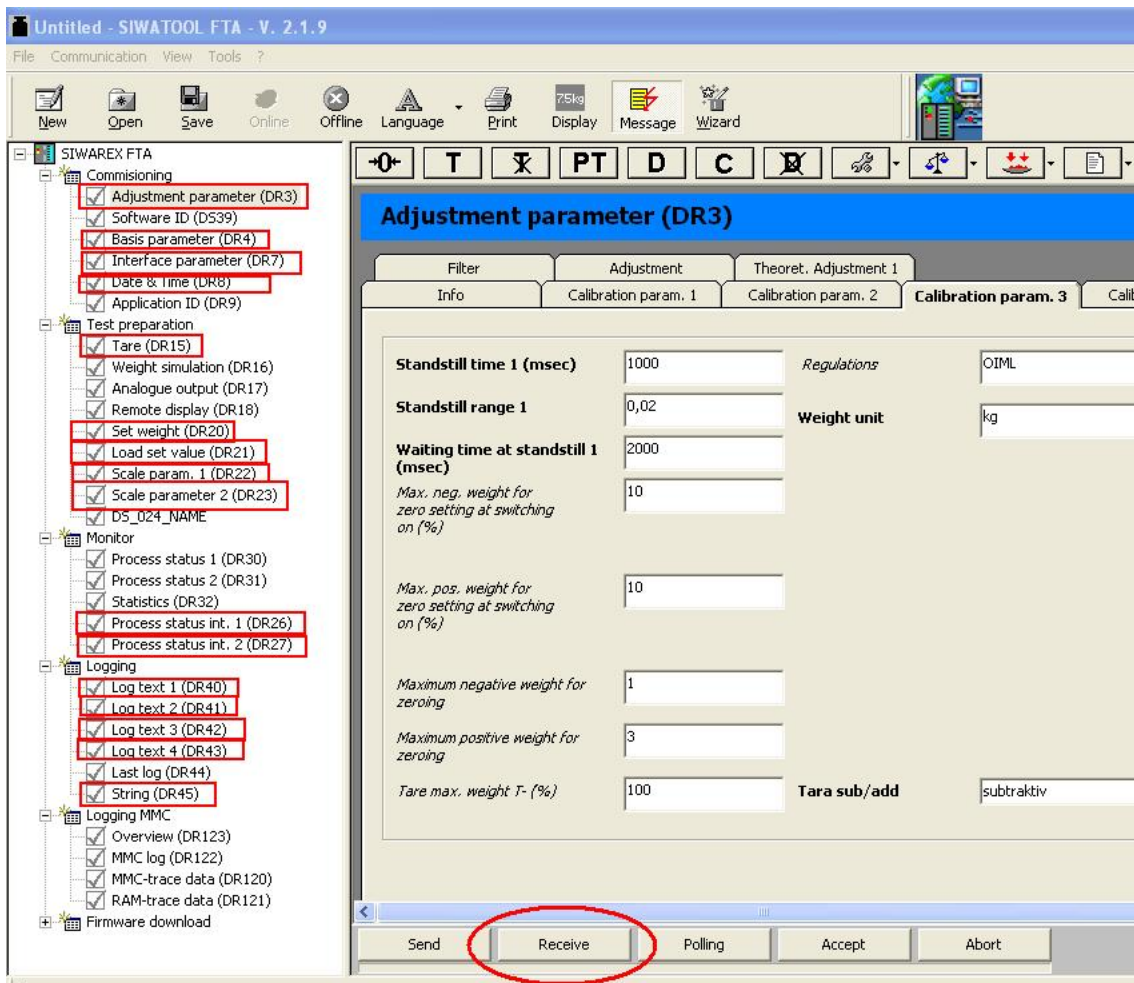 Untitled - SIWATOOL FTA - V. 2.1.9
File Communication View Tools ?
New Open Save Online Offline Language Print Display Message Wizard
7.5kg
SIWAREX FTA
Commisioning
Adjustment parameter (DR3)
Software ID (DS39)
Basis parameter (DR4)
Interface parameter (DR7)
Date & Time (DR8)
Application ID (DR9)
Test preparation
Tare (DR15)
Weight simulation (DR16)
Analogue output (DR17)
Remote display (DR18)
Set weight (DR20)
Load set value (DR21)
Scale param. 1 (DR22)
Scale parameter 2 (DR23)
DS_024_NAME
Monitor
Process status 1 (DR30)
Process status 2 (DR31)
Statistics (DR32)
Process status int. 1 (DR26)
Process status int. 2 (DR27)
Logging
Log text 1 (DR40)
Log text 2 (DR41)
Log text 3 (DR42)
Log text 4 (DR43)
Last log (DR44)
String (DR45)
Logging MMC
Overview (DR123)
MMC log (DR122)
MMC-trace data (DR120)
RAM-trace data (DR121)
Firmware download
→0← T T PT D C D
Adjustment parameter (DR3)
Filter Adjustment Theoret. Adjustment 1
Info Calibration param. 1 Calibration param. 2 Calibration param. 3 Calib
Standstill time 1 (msec) 1000 Regulations OIML
Standstill range 1 0,02 Weight unit kg
Waiting time at standstill 1 2000
(msec)
Max. neg. weight for 10
zero setting at switching
on (%)
Max. pos. weight for 10
zero setting at switching
on (%)
Maximum negative weight for 1
zeroing
Maximum positive weight for 3
zeroing
Tare max. weight T- (%) 100 Tara sub/add subtraktiv
Send Receive Polling Accept Abort